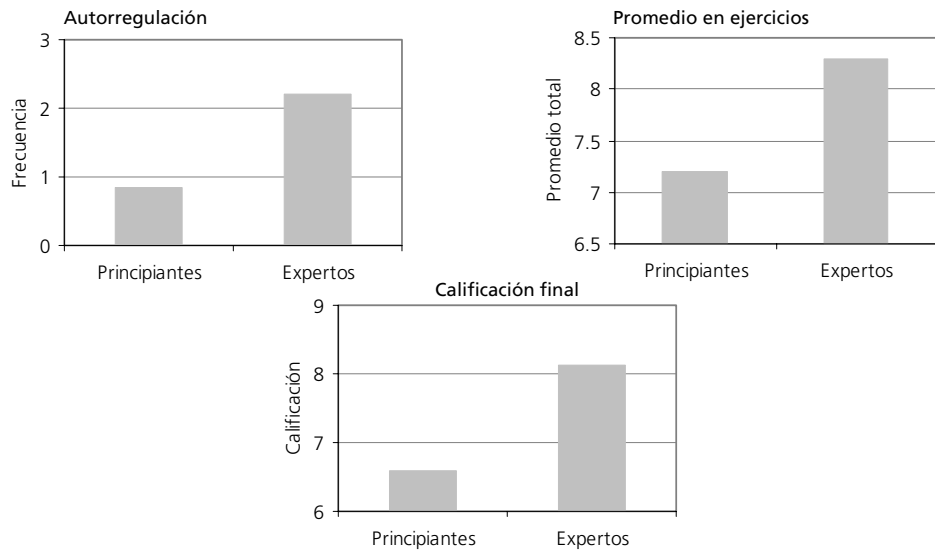 Autorregulación
3
2
1
0
Frecuencia
Principiantes
Expertos
Promedio en ejercicios
8.5
8
7.5
7
6.5
Promedio total
Principiantes
Expertos
Calificación final
9
8
7
6
Calificación
Principiantes
Expertos